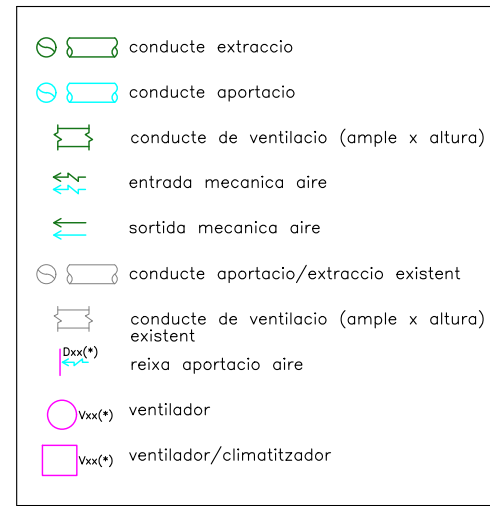 conducte extraccio
conducte aportacio
conducte de ventilacio (ample x altura)
entrada mecanica aire
sortida mecanica aire
conducte aportacio/extraccio existent
conducte de ventilacio (ample x altura)
existent
Dxx(*)
reixa aportacio aire
Vxx(*) ventilador
Vxx(*) ventilador/climatitzador